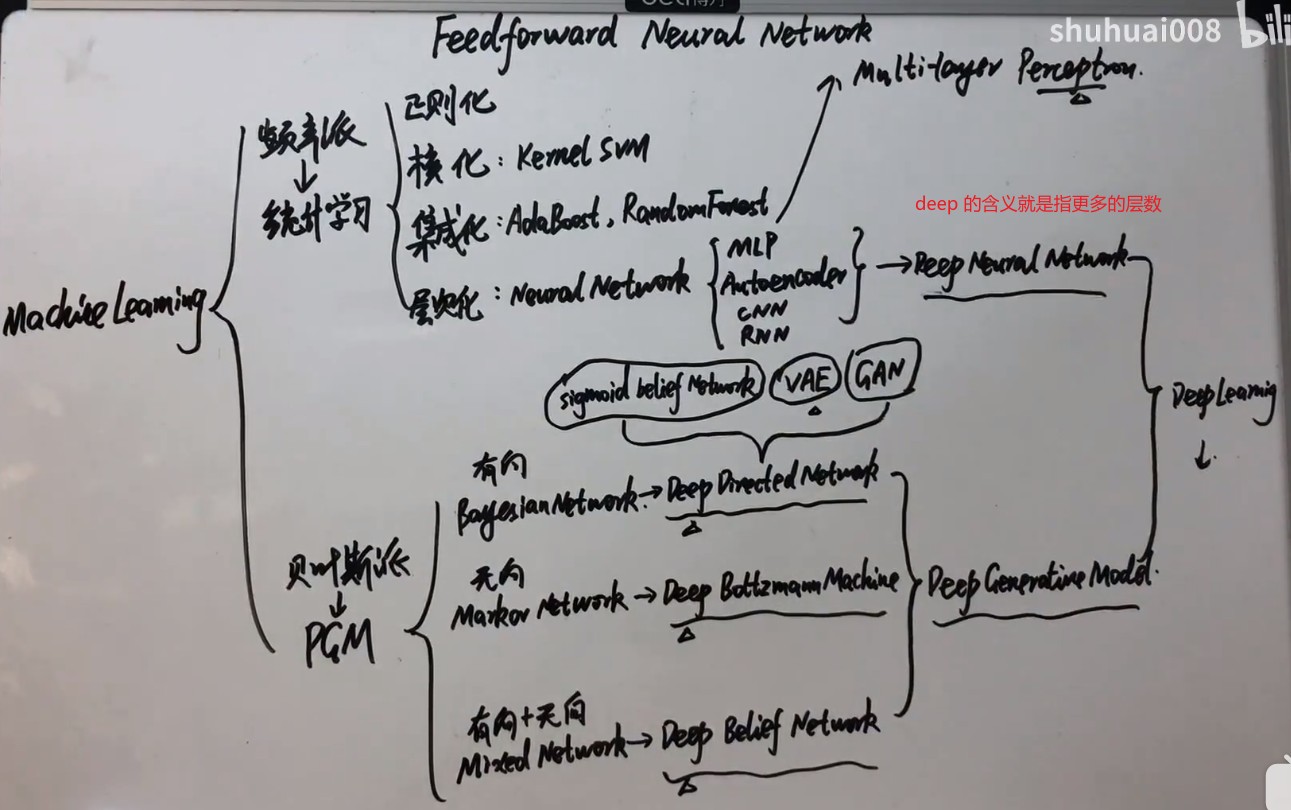 Feedforward Neural Network
shuhuai008 bili
Multi-layer Perceptron.
频率派
统计学习
正则化
核化：Kernel SVM
集成化：AdaBoost, RandomForest
层次化：Neural Network
MLP
Autoencoder
CNN
RNN
Deep Neural Network
deep 的含义就是指更多的层数
Machine Learning
sigmoid belief Network
VAE
GAN
Deep Learning
贝叶斯派
PGM
有向
Bayesian Network. → Deep Directed Network
无向
Markov Network → Deep Boltzmann Machine
有向+无向
Mixed Network → Deep Belief Network
Deep Generative Model.